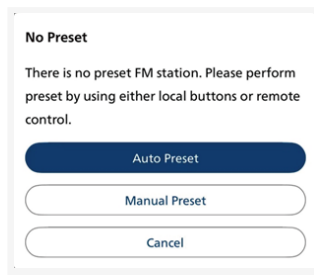 No Preset
There is no preset FM station. Please perform
preset by using either local buttons or remote
control.
Auto Preset
Manual Preset
Cancel